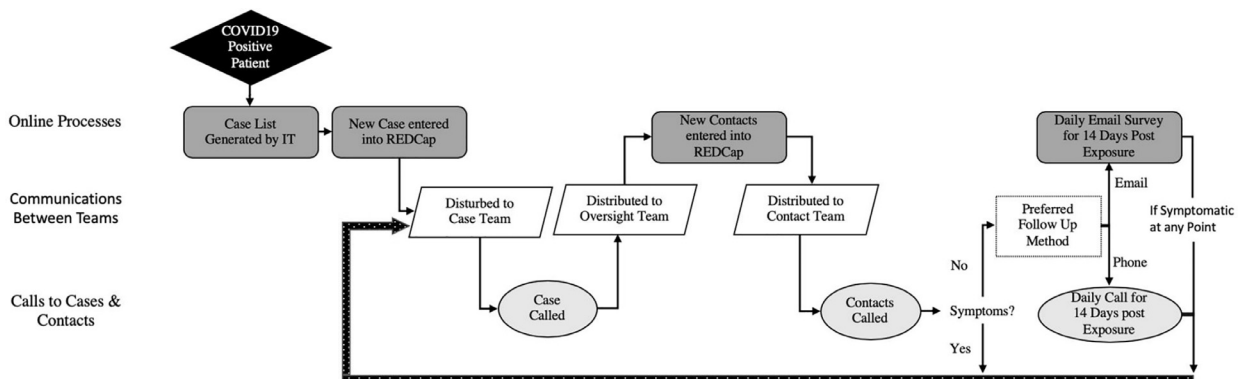 COVID19
Positive
Patient
Online Processes
Case List
Generated by IT
New Case entered
into REDCap
New Contacts
entered into
REDCap
Daily Email Survey
for 14 Days Post
Exposure
Communications
Between Teams
Disturbed to
Case Team
Distributed to
Oversight Team
Distributed to
Contact Team
Preferred
Follow Up
Method
Email
If Symptomatic
at any Point
Phone
No
Calls to Cases &
Contacts
Case
Called
Contacts
Called
Symptoms?
Daily Call for
14 Days post
Exposure
Yes